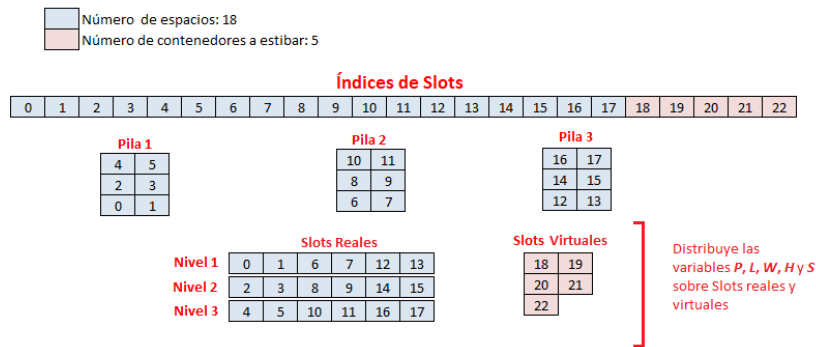 Número de espacios: 18
Número de contenedores a estibar: 5
Índices de Slots
0 1 2 3 4 5 6 7 8 9 10 11 12 13 14 15 16 17 18 19 20 21 22
Pila 1
4 5
2 3
0 1
Pila 2
10 11
8 9
6 7
Pila 3
16 17
14 15
12 13
Slots Reales
Nivel 1 0 1 6 7 12 13
Nivel 2 2 3 8 9 14 15
Nivel 3 4 5 10 11 16 17
Slots Virtuales
18 19
20 21
22
Distribuye las
variables P, L, W, H y S
sobre Slots reales y
virtuales